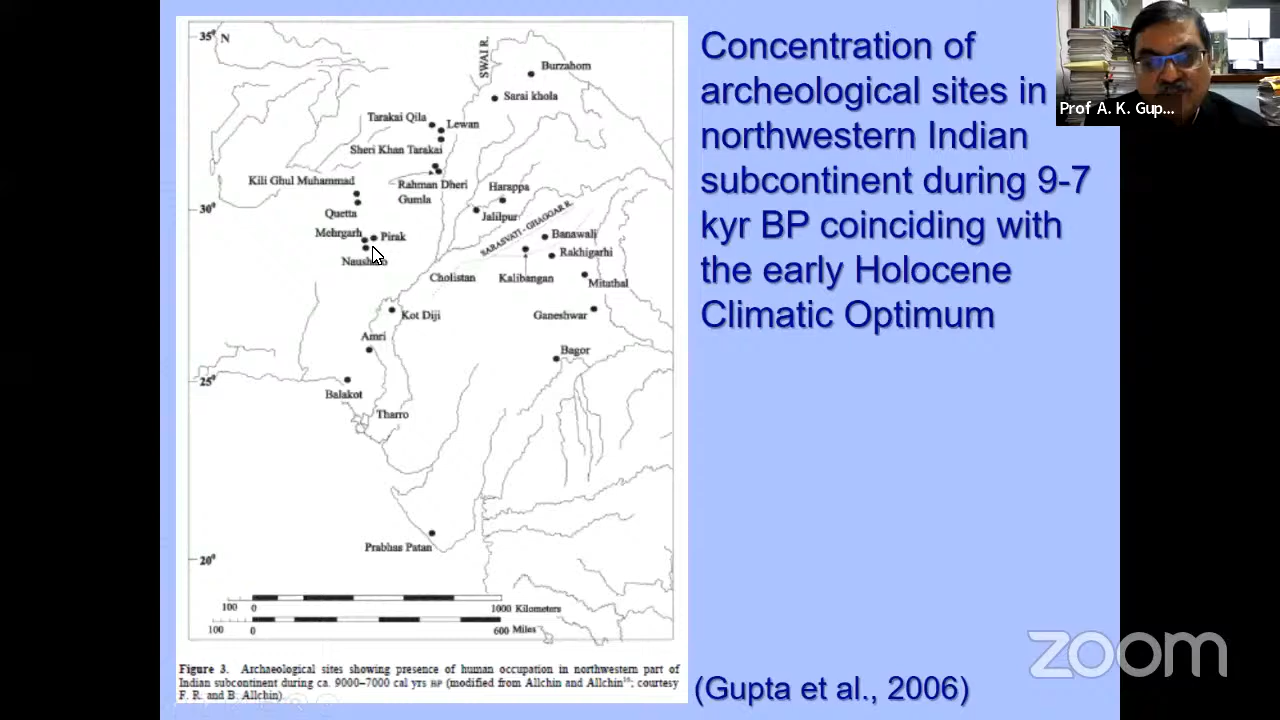 35° N
SWAI R.
Burzahom
Sarai khola
Tarakai Qila
Lewan
Sheri Khan Tarakai
Kili Ghul Muhammad
Rahman Dheri
Harappa
Gumla
30°
Quetta
Jalilpur
SARASVATI - GHAGGAR R.
Mehrgarh
Pirak
Banawali
Rakhigarhi
Cholistan
Kalibangan
Mitathal
Kot Diji
Ganeshwar
Amri
Bagor
25°
Balakot
Tharro
Prabhas Patan
20°
100 0 1000 Kilometers
100 0 600 Miles
Figure 3. Archaeological sites showing presence of human occupation in northwestern part of
Indian subcontinent during ca. 9000–7000 cal yrs BP (modified from Allchin and Allchin; courtesy
F. R. and B. Allchin).
Concentration of
archeological sites in
northwestern Indian
subcontinent during 9-7
kyr BP coinciding with
the early Holocene
Climatic Optimum
(Gupta et al., 2006)
Prof A. K. Gup...
zoom